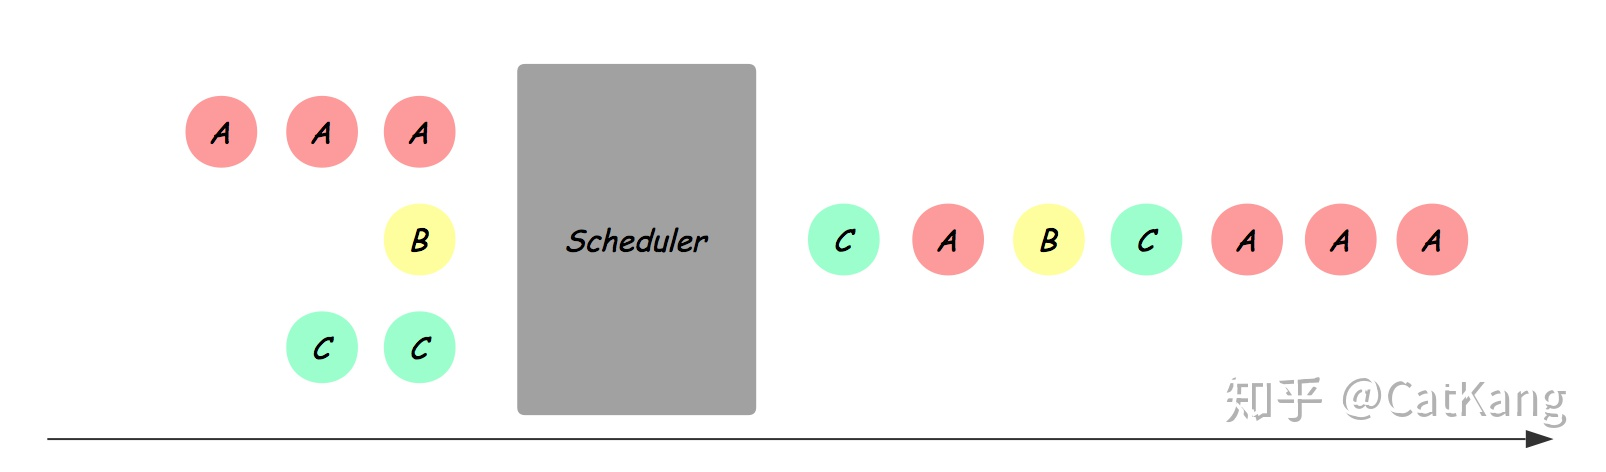 A A A
B
C C
Scheduler
C A B C A A A
知乎 @CatKang